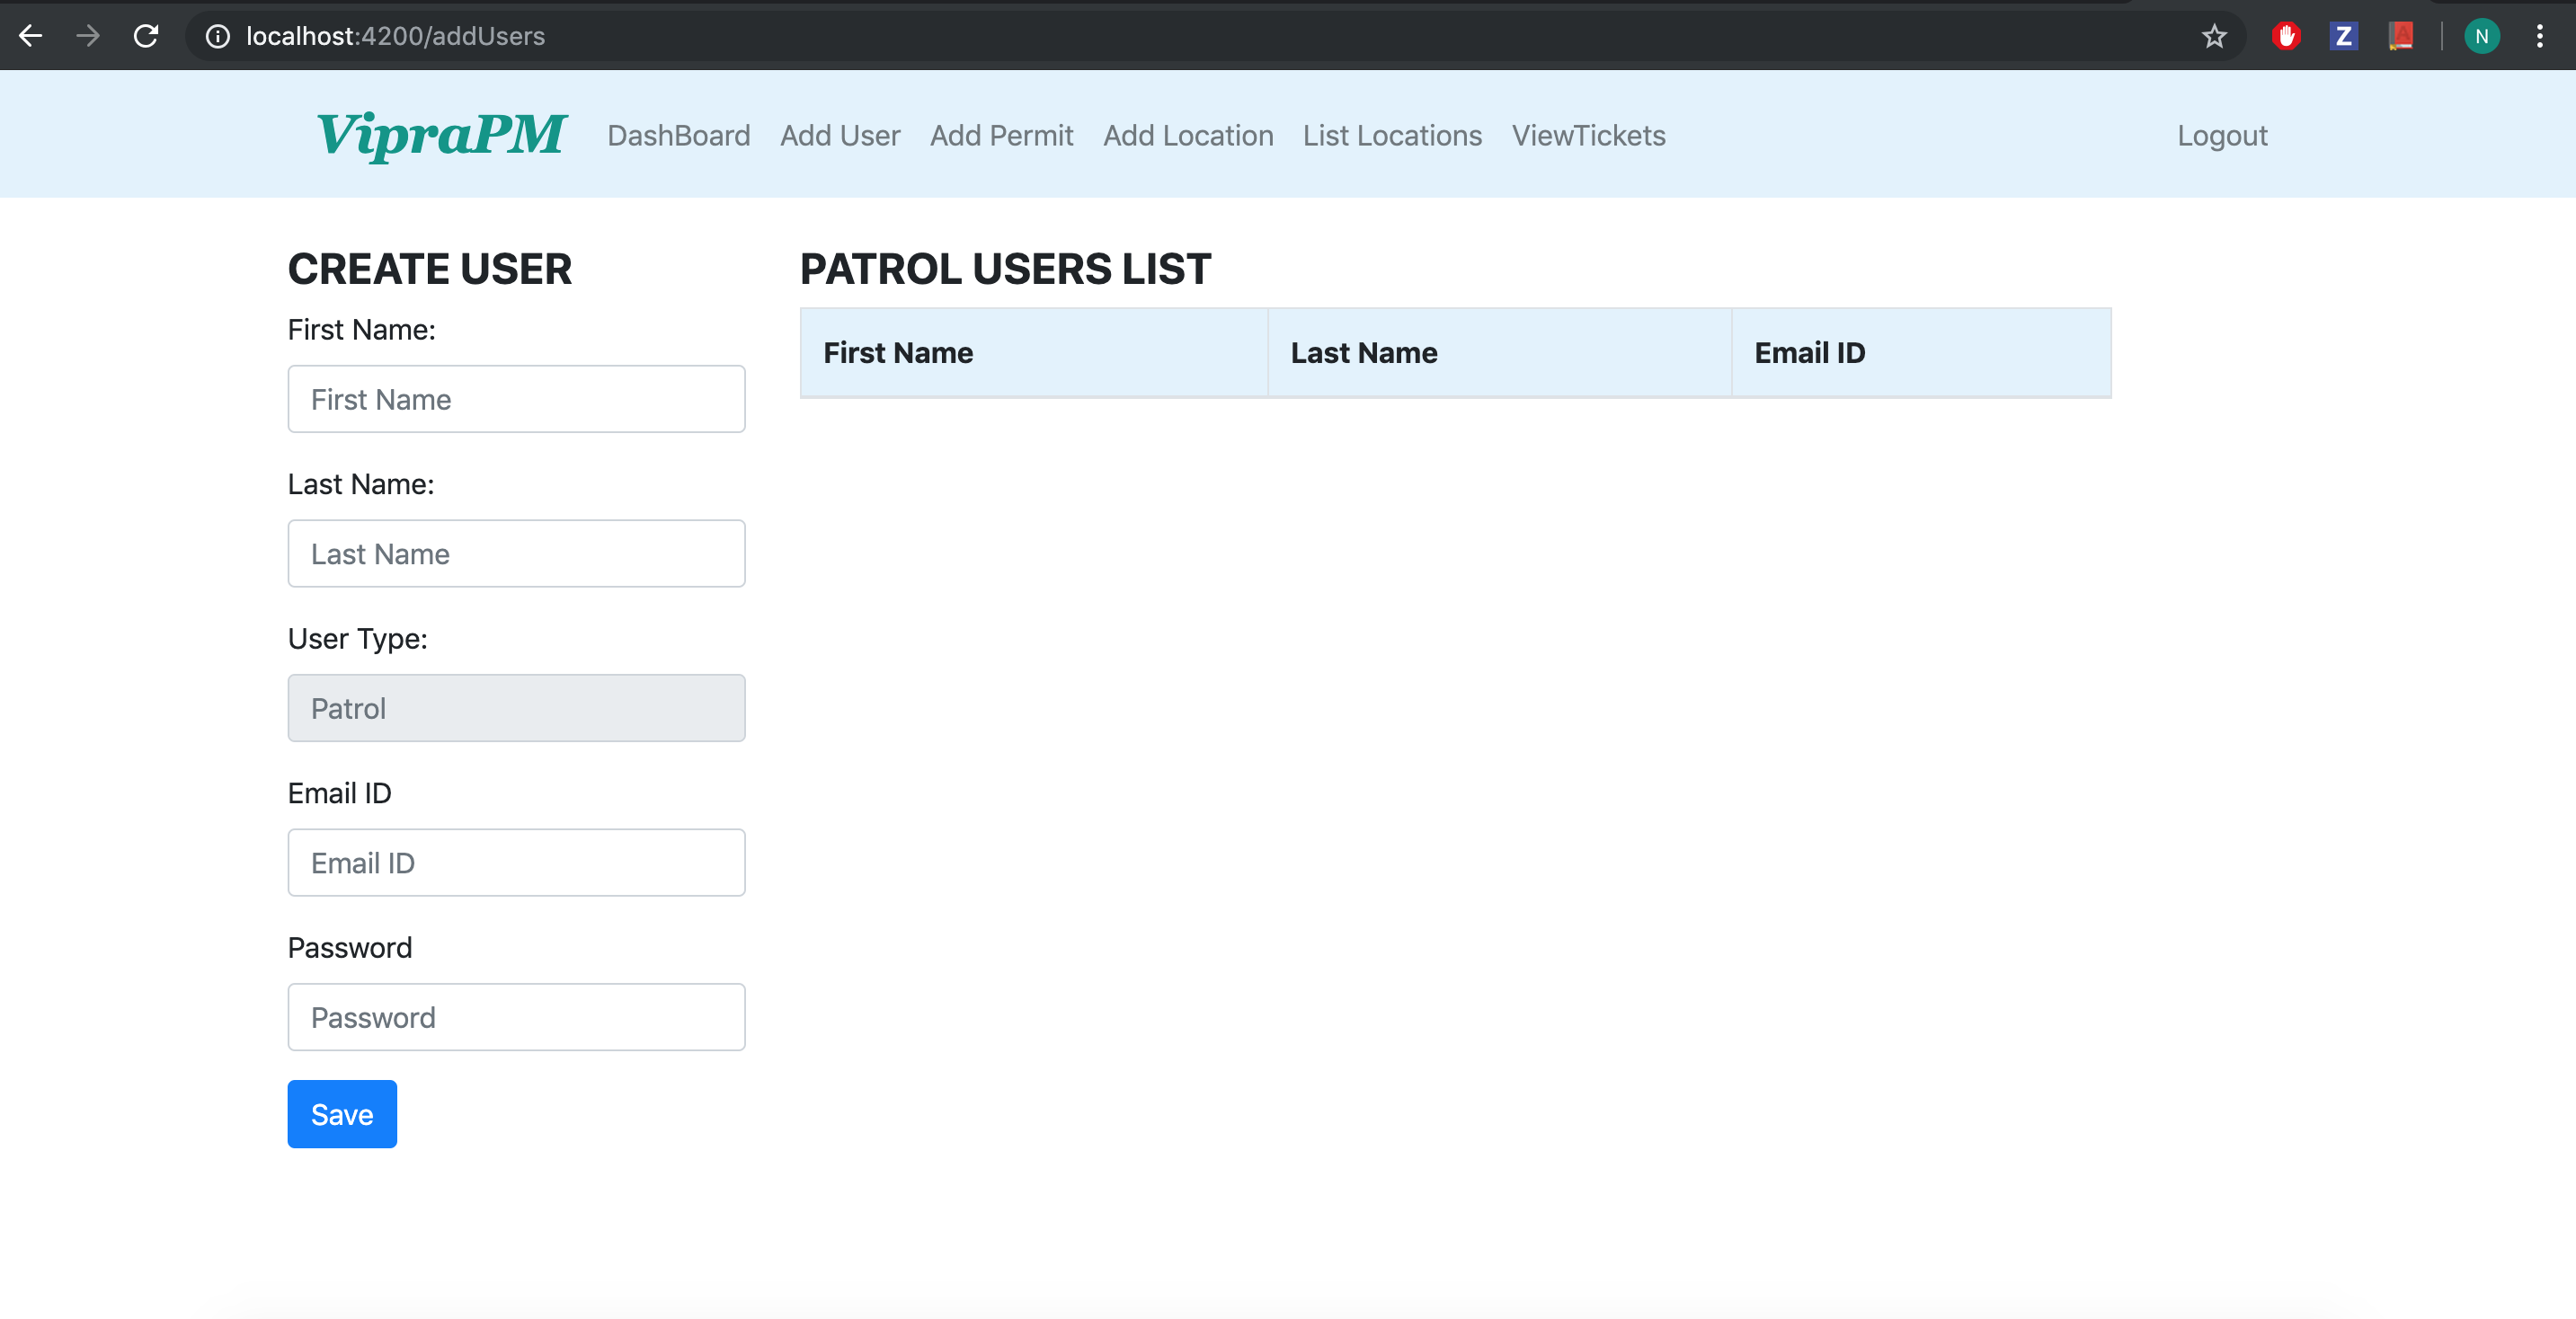 localhost:4200/addUsers
Z
A
N
VipraPM DashBoard Add User Add Permit Add Location List Locations ViewTickets Logout
CREATE USER
First Name:
First Name
Last Name:
Last Name
User Type:
Patrol
Email ID
Email ID
Password
Password
Save
PATROL USERS LIST
First Name Last Name Email ID